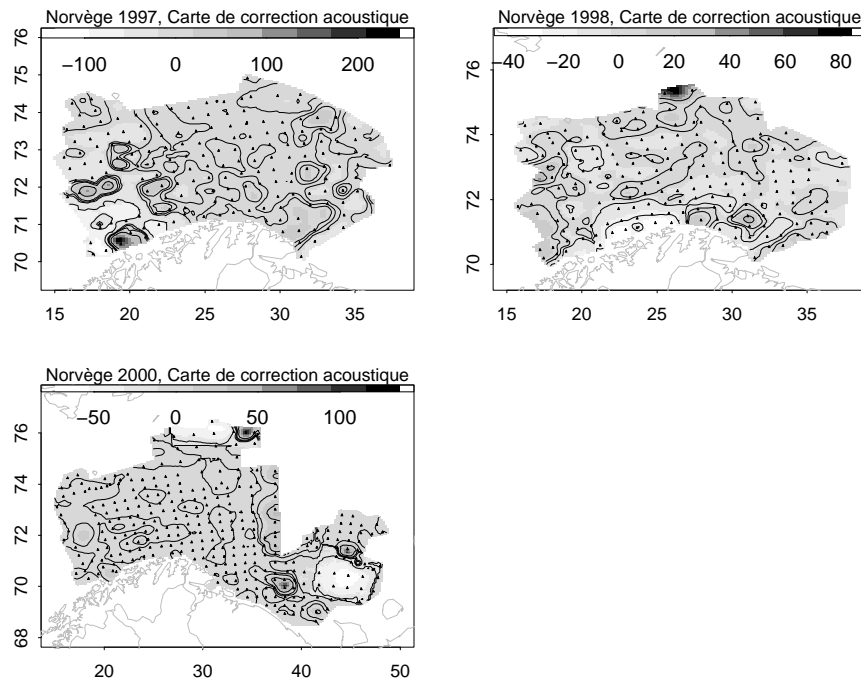 Norvège 1997, Carte de correction acoustique
−100 0 100 200
76
75
74
73
72
71
70
15 20 25 30 35
Norvège 1998, Carte de correction acoustique
−40 −20 0 20 40 60 80
76
74
72
70
15 20 25 30 35
Norvège 2000, Carte de correction acoustique
−50 0 50 100
76
74
72
70
68
20 30 40 50